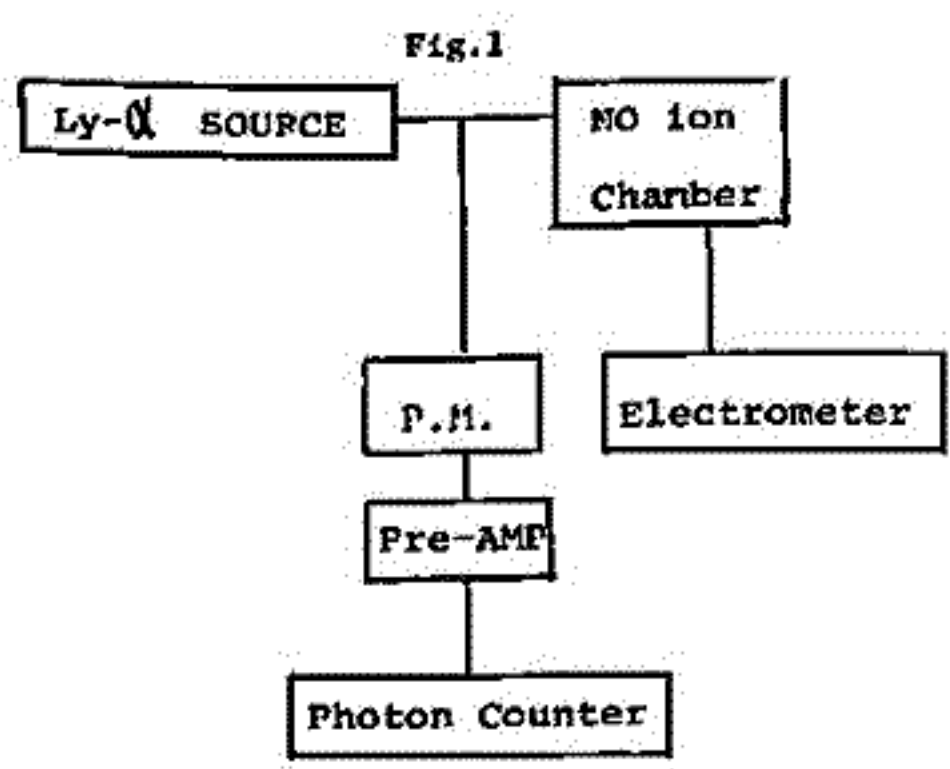 Fig.1
Ly-α SOURCE
NO ion
Chamber
P.M.
Electrometer
Pre-AMP
Photon Counter